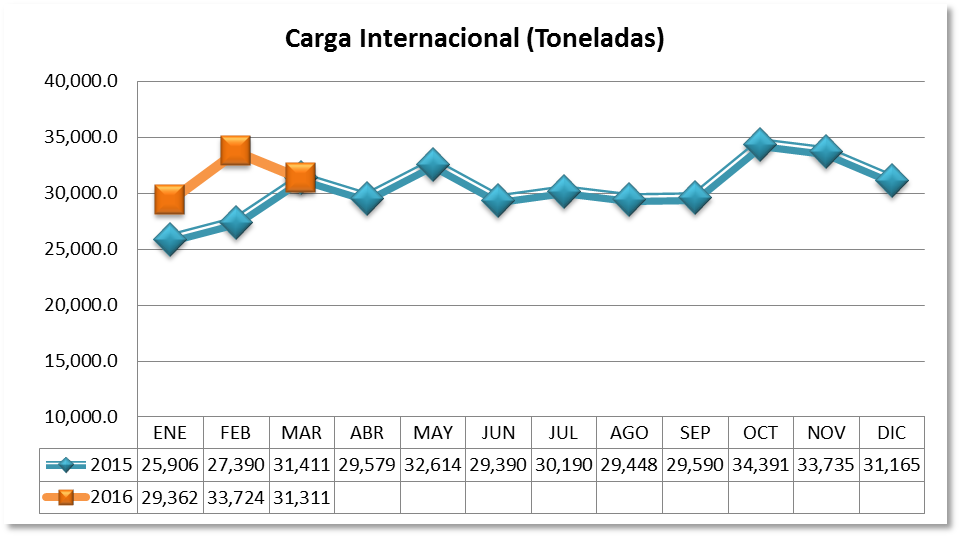 Carga Internacional (Toneladas)
40,000.0
35,000.0
30,000.0
25,000.0
20,000.0
15,000.0
10,000.0
ENE FEB MAR ABR MAY JUN JUL AGO SEP OCT NOV DIC
2015 25,906 27,390 31,411 29,579 32,614 29,390 30,190 29,448 29,590 34,391 33,735 31,165
2016 29,362 33,724 31,311